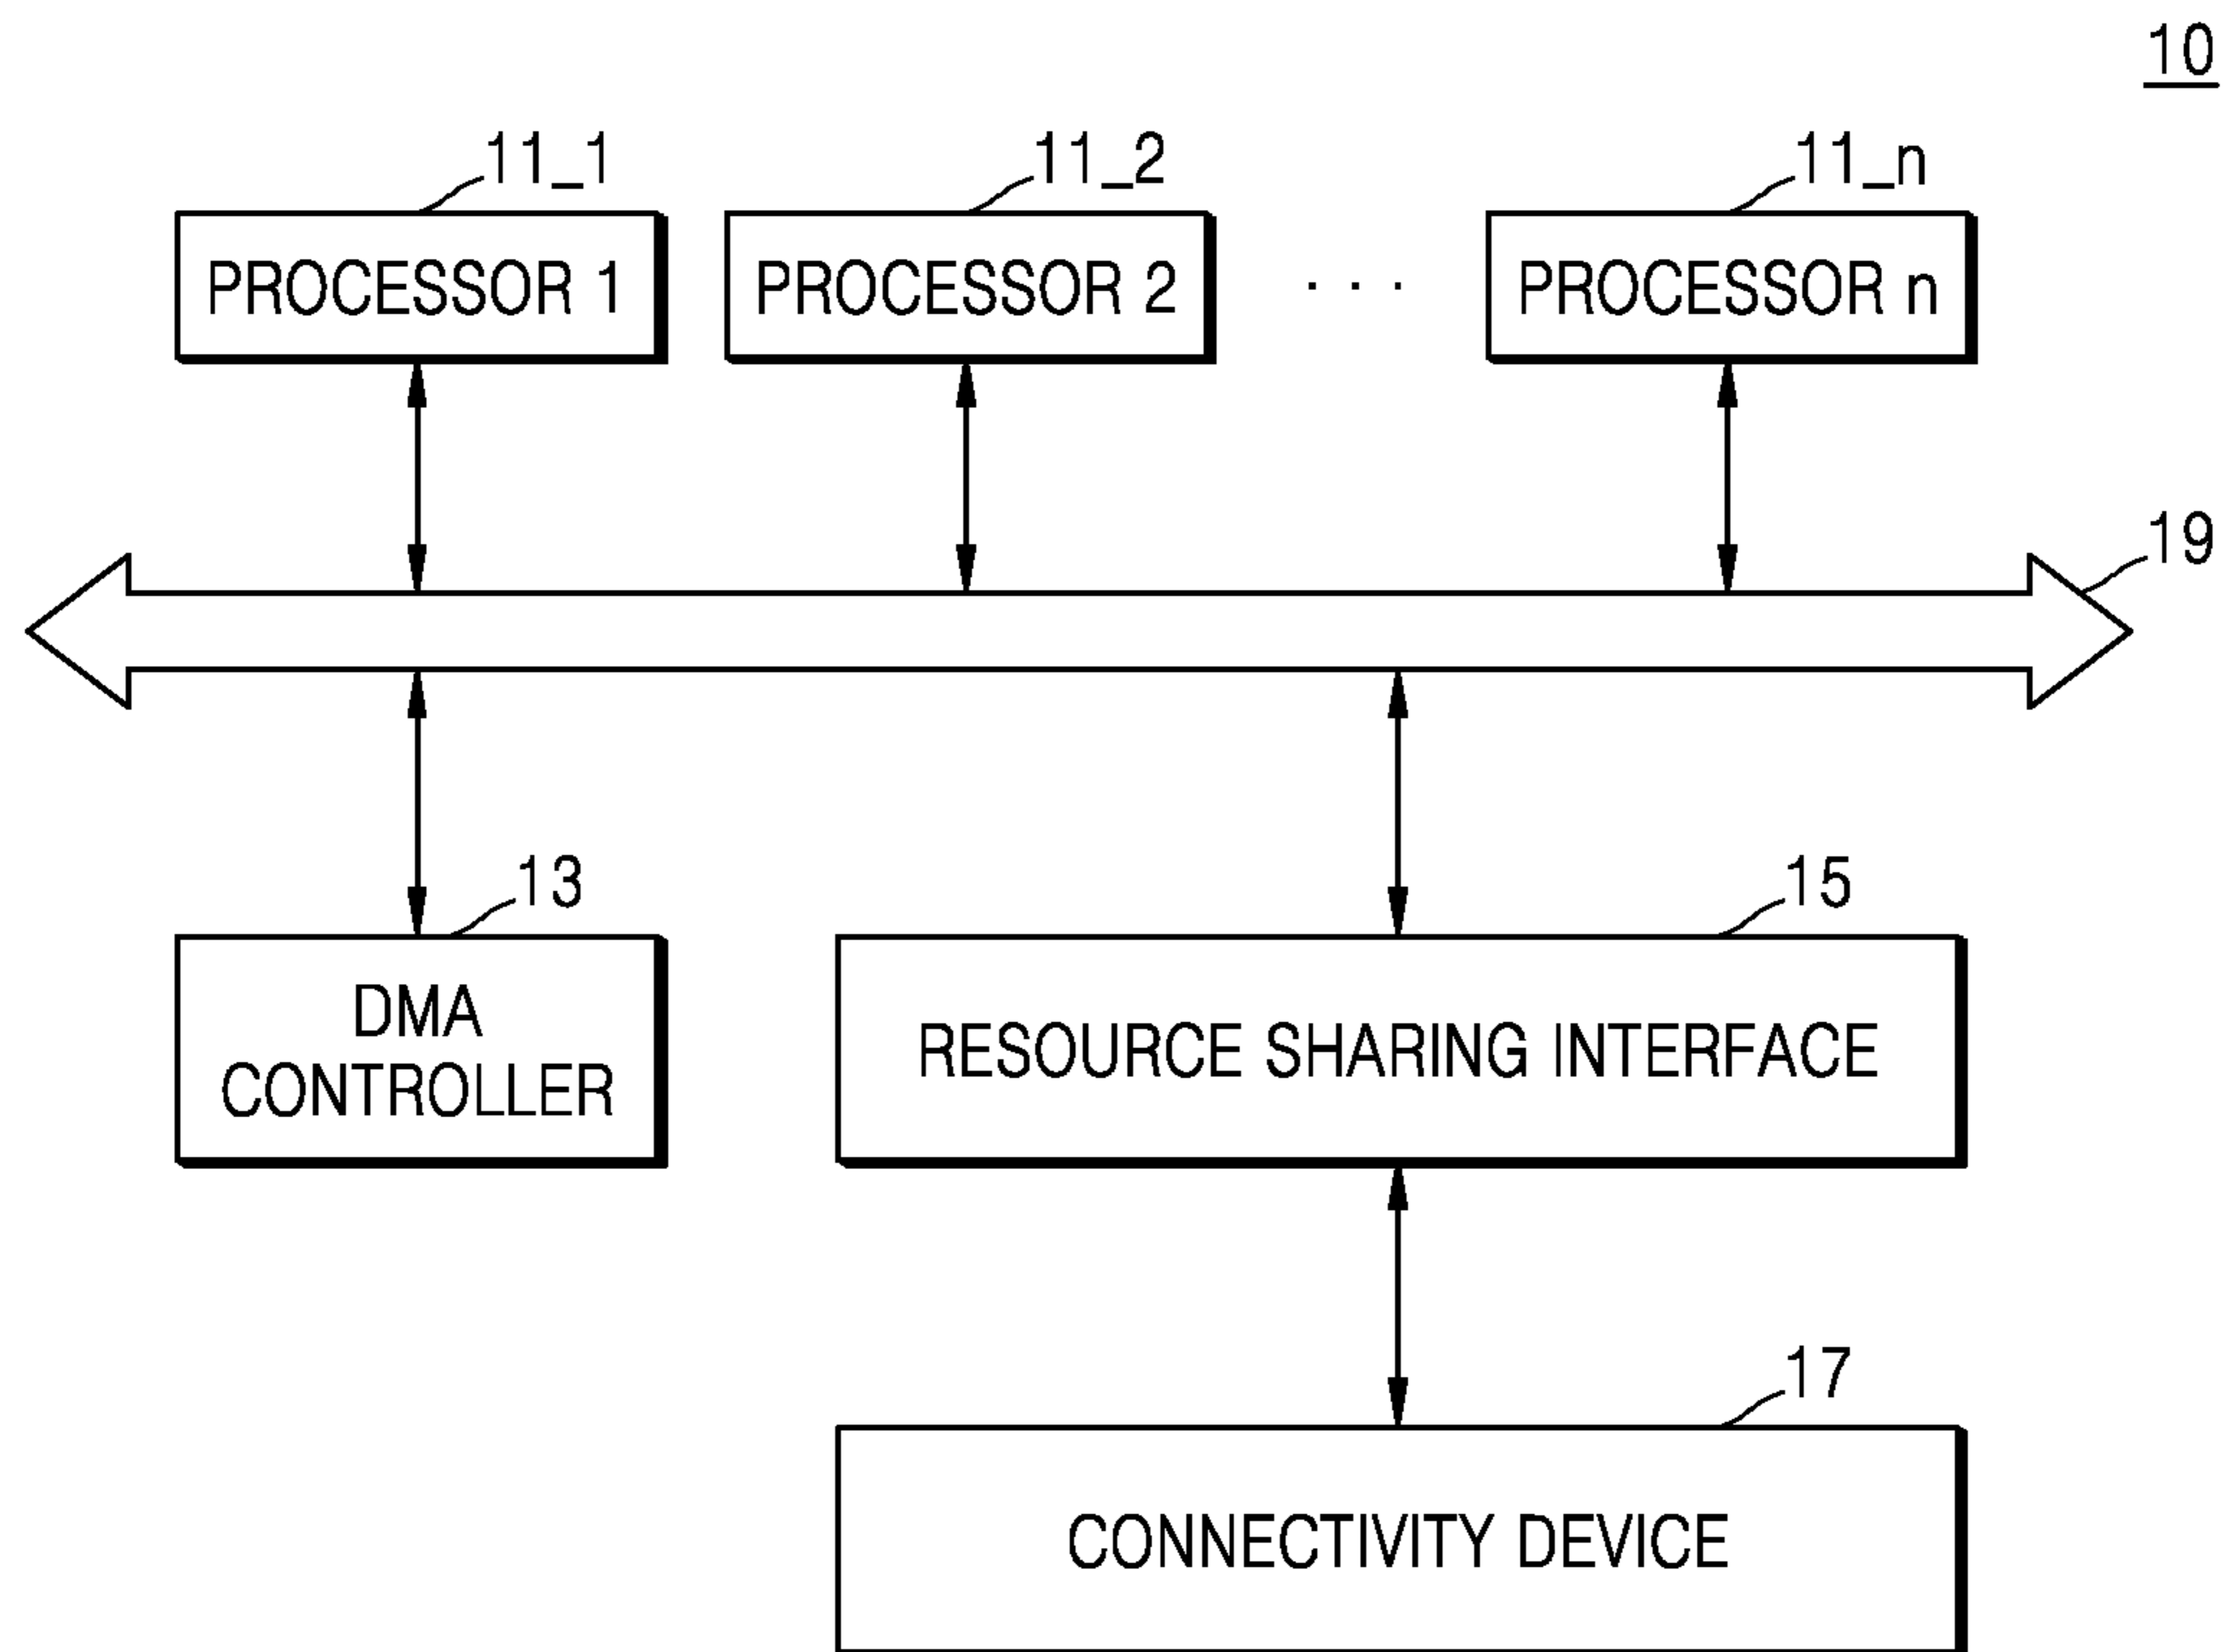 10
11_1
11_2
11_n
PROCESSOR 1
PROCESSOR 2
. . .
PROCESSOR n
19
13
15
DMA
CONTROLLER
RESOURCE SHARING INTERFACE
17
CONNECTIVITY DEVICE